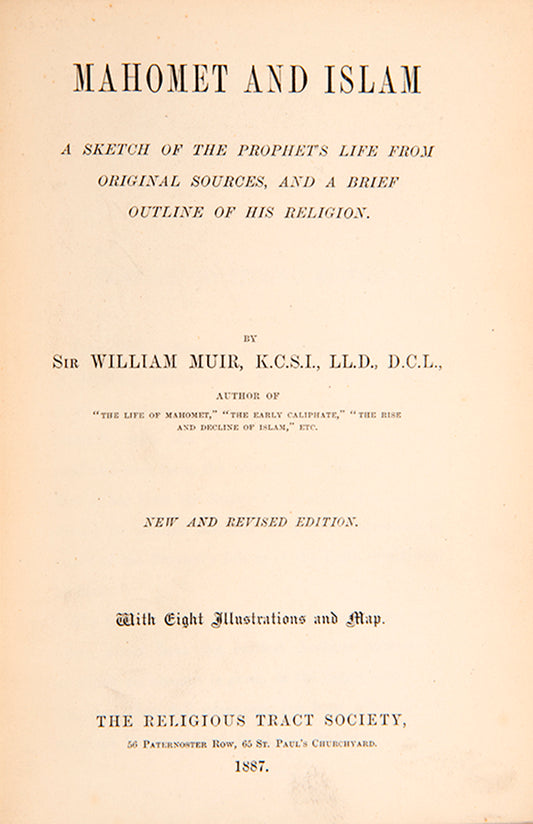 MAHOMET AND ISLAM
A SKETCH OF THE PROPHET'S LIFE FROM
ORIGINAL SOURCES, AND A BRIEF
OUTLINE OF HIS RELIGION.
BY
SIR WILLIAM MUIR, K.C.S.I., LL.D., D.C.L.,
AUTHOR OF
"THE LIFE OF MAHOMET," "THE EARLY CALIPHATE," "THE RISE
AND DECLINE OF ISLAM," ETC.
NEW AND REVISED EDITION.
With Eight Illustrations and Map.
THE RELIGIOUS TRACT SOCIETY,
56 PATERNOSTER ROW, 65 ST. PAUL'S CHURCHYARD.
1887.